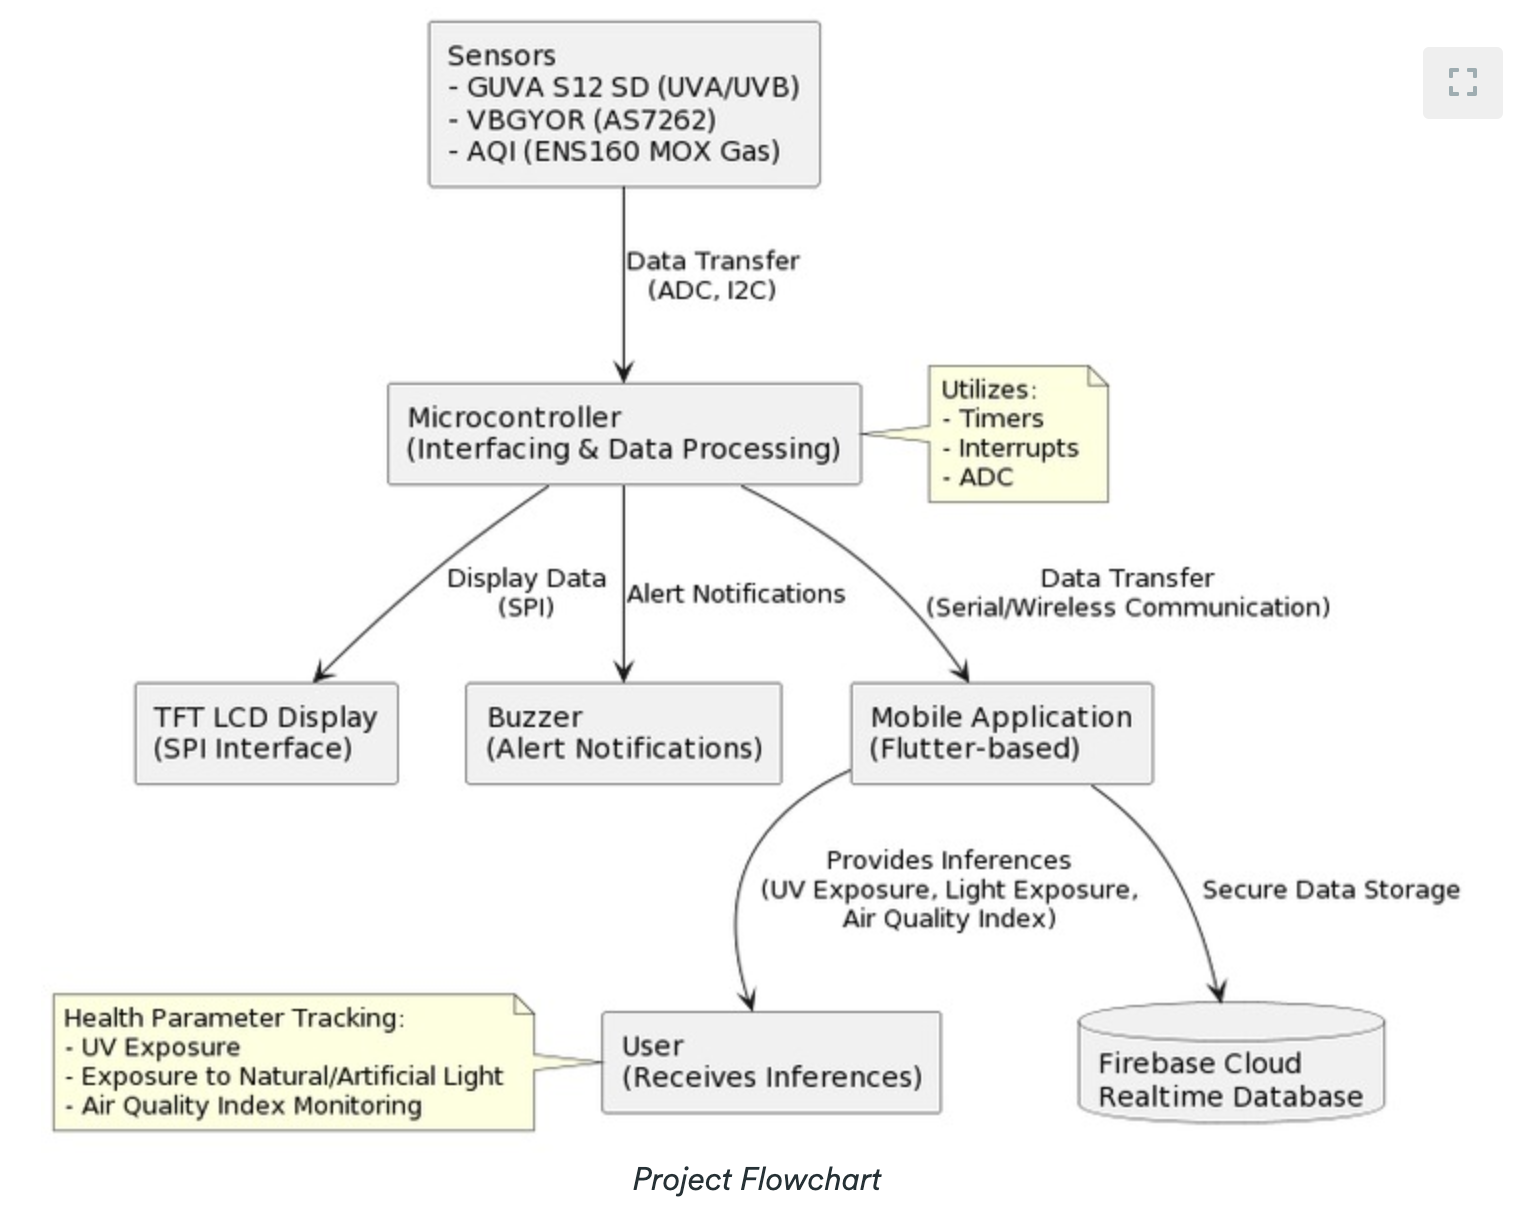 Sensors
- GUVA S12 SD (UVA/UVB)
- VBGYOR (AS7262)
- AQI (ENS160 MOX Gas)
Data Transfer
(ADC, I2C)
Microcontroller
(Interfacing & Data Processing)
Utilizes:
- Timers
- Interrupts
- ADC
Display Data
(SPI)
Alert Notifications
Data Transfer
(Serial/Wireless Communication)
TFT LCD Display
(SPI Interface)
Buzzer
(Alert Notifications)
Mobile Application
(Flutter-based)
Provides Inferences
(UV Exposure, Light Exposure,
Air Quality Index)
Secure Data Storage
Health Parameter Tracking:
- UV Exposure
- Exposure to Natural/Artificial Light
- Air Quality Index Monitoring
User
(Receives Inferences)
Firebase Cloud
Realtime Database
Project Flowchart